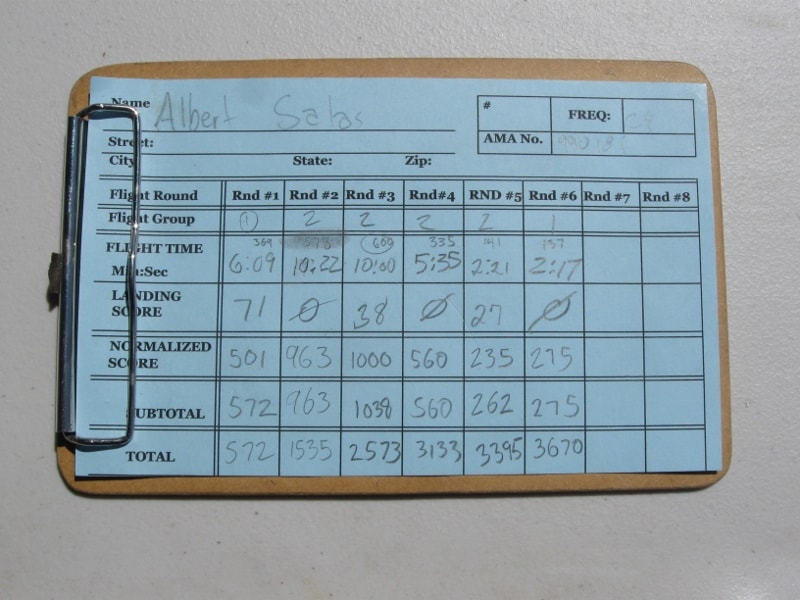 Name Albert Salas
# FREQ:
Street: AMA No.
City State: Zip:
Flight Round Rnd #1 Rnd #2 Rnd #3 Rnd#4 RND #5 Rnd #6 Rnd #7 Rnd #8
Flight Group 1 2 2 2 2 1
FLIGHT TIME 369 600 335 141 137
Min:Sec 6:09 10:22 10:00 5:35 2:21 2:17
LANDING
SCORE 71 Ø 38 Ø 27 Ø
NORMALIZED
SCORE 501 963 1000 560 235 275
SUBTOTAL 572 963 1038 560 262 275
TOTAL 572 1535 2573 3133 3395 3670